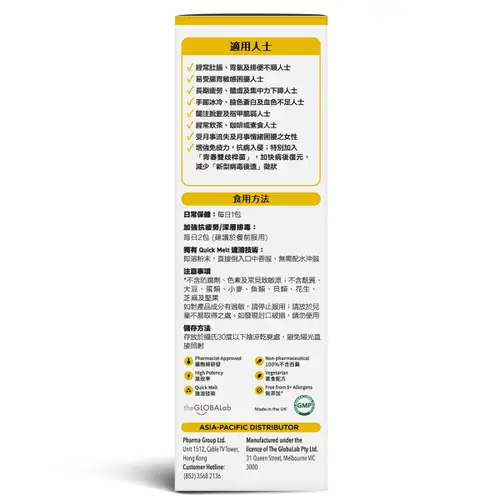 適用人士
✓ 經常肚脹、胃氣及排便不順人士
✓ 易受腸胃敏感困擾人士
✓ 長期疲勞、體虛及集中力下降人士
✓ 手腳冰冷、臉色蒼白及血色不足人士
✓ 關注脫髮及指甲脆弱人士
✓ 經常飲茶、咖啡或素食人士
✓ 受月事流失及月事情緒困擾之女性
✓ 增強免疫力，抗病入侵；特別加入
「青春雙歧桿菌」，加快病後復元，
減少「新型病毒後遺」徵狀
食用方法
日常保健：每日1包
加強抗疲勞/深層排毒：
每日2包 (建議於餐前服用)
獨有 Quick Melt 速溶技術：
即溶粉末，直接倒入口中吞服，無需配水沖服
注意事項
*不含防腐劑、色素及常見致敏源；不含麩質、
大豆、蛋類、小麥、魚類、貝類、花生、
芝麻及堅果
如對產品成分有過敏，請停止服用；請放於兒
童不易取得之處。如發現封口破損，請勿使用
儲存方法
存放於攝氏30度以下陰涼乾爽處，避免陽光直
接照射
Pharmacist-Approved
藥劑師研發
Non-pharmaceutical
100%不含西藥
High Potency
高效率
Vegetarian
素食配方
Quick Melt
速溶技術
Free from 8+ Allergens
無添加*
theGLOBALab
Made in the UK
GMP
ASIA-PACIFIC DISTRIBUTOR
Pharma Group Ltd.
Unit 1512, Cable TV Tower,
Hong Kong
Customer Hotline:
(852) 3568 2136
Manufactured under the
licence of The GlobaLab Pty Ltd.
31 Queen Street, Melbourne VIC
3000